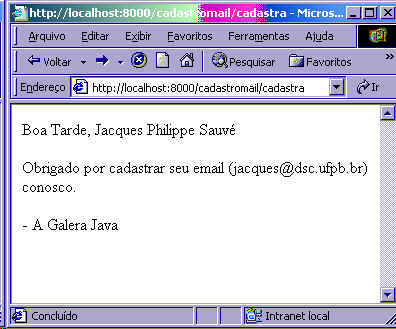 http://localhost:8000/cadastromail/cadastra - Micros...
Arquivo Editar Exibir Favoritos Ferramentas Ajuda
Voltar Pesquisar Favoritos »
Endereço http://localhost:8000/cadastromail/cadastra Ir
Boa Tarde, Jacques Philippe Sauvé
Obrigado por cadastrar seu email (jacques@dsc.ufpb.br)
conosco.
- A Galera Java
Concluído Intranet local